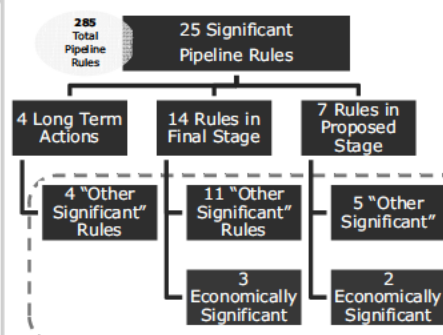 285
Total
Pipeline
Rules
25 Significant
Pipeline Rules
4 Long Term
Actions
14 Rules in
Final Stage
7 Rules in
Proposed
Stage
4 “Other
Significant”
Rules
11 “Other
Significant”
Rules
5 “Other
Significant”
3
Economically
Significant
2
Economically
Significant